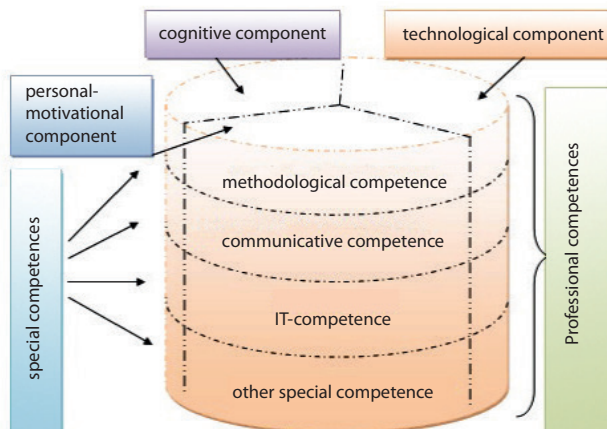 cognitive component
technological component
personal-
motivational
component
methodological competence
communicative competence
IT-competence
other special competence
special competences
Professional competences